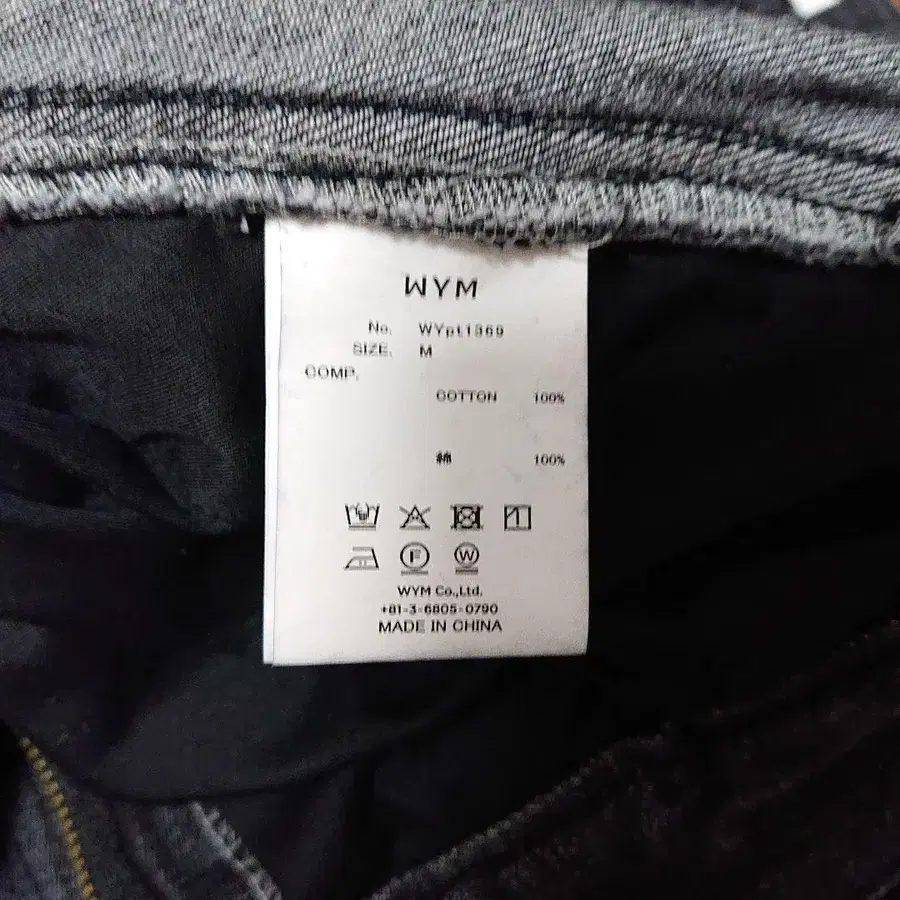 WYM
No. WYpt1369
SIZE. M
COMP.
COTTON 100%
綿 100%
F W
WYM Co.,Ltd.
+81-3-6805-0790
MADE IN CHINA